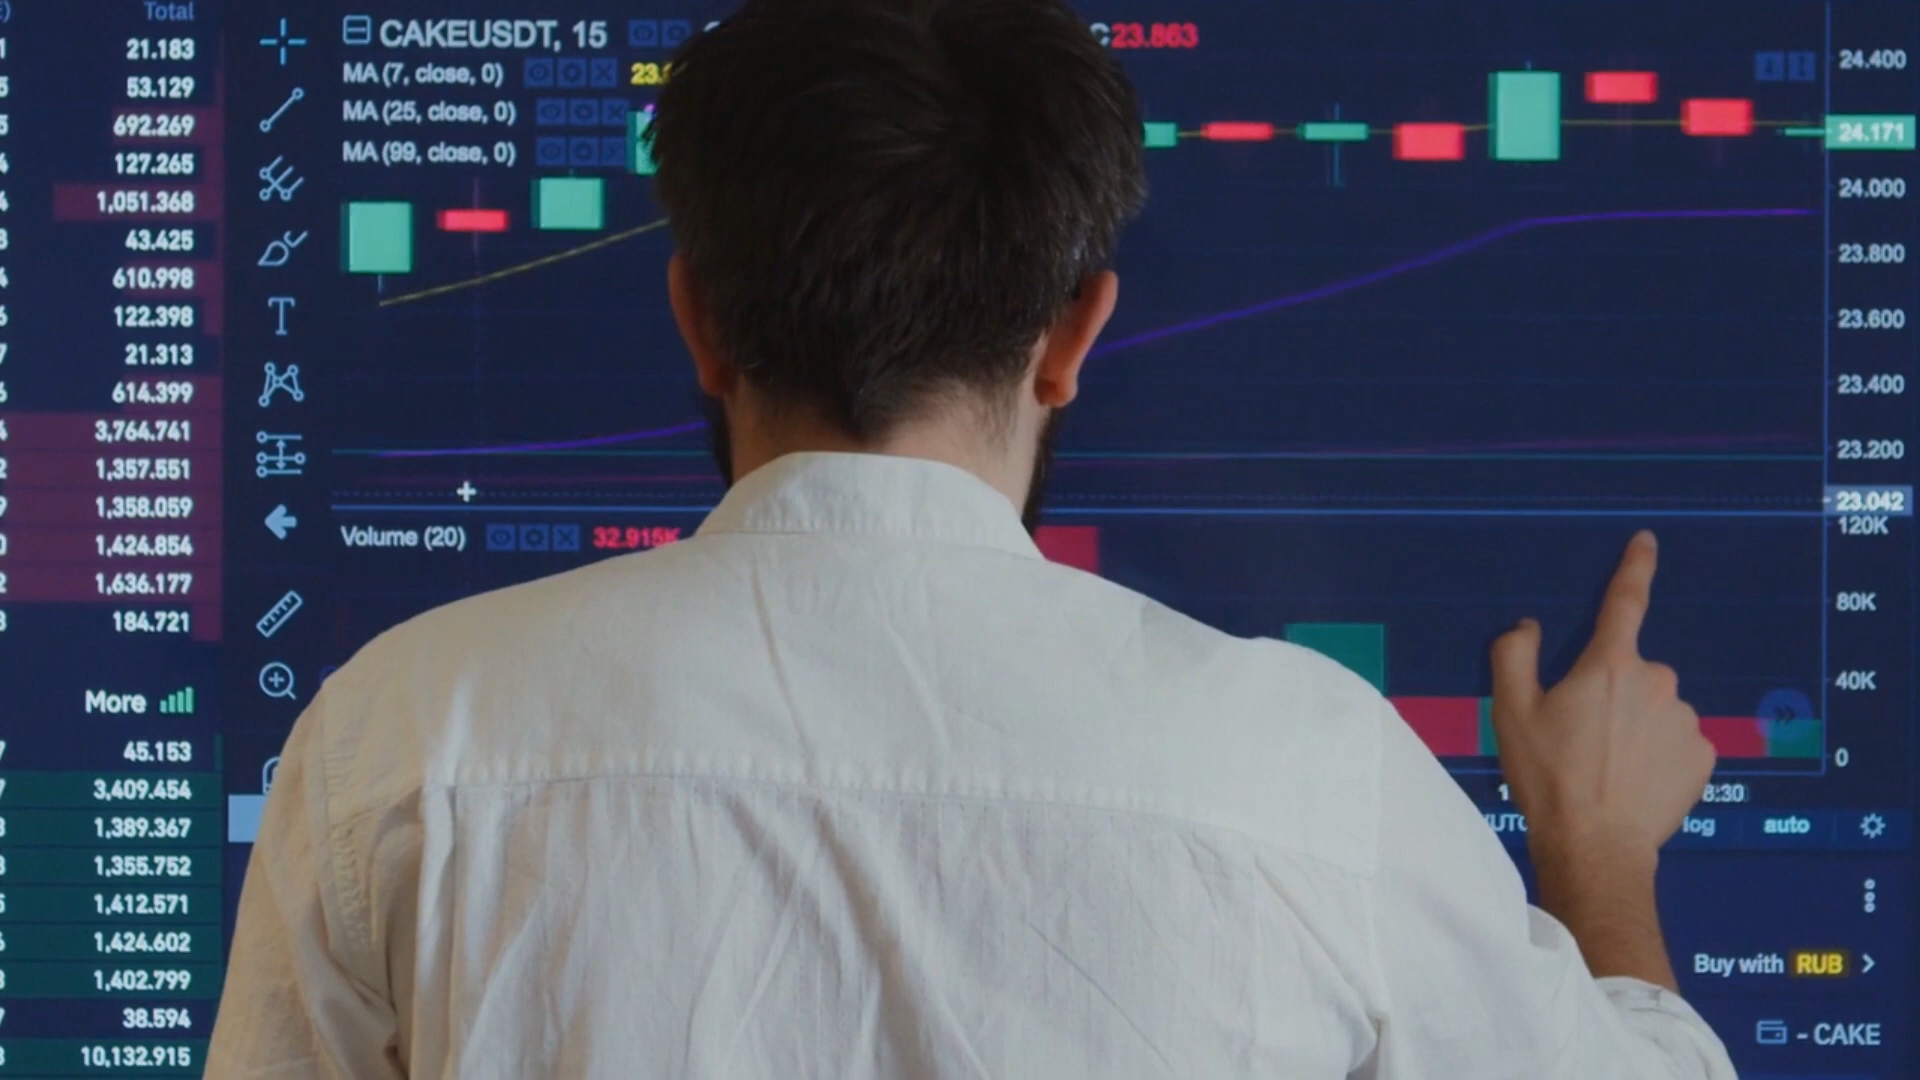 Total
21.183
53.129
692.269
127.265
1,051.368
43.425
610.998
122.398
21.313
614.399
3,764.741
1,357.551
1,358.059
1,424.854
1,636.177
184.721
More
45.153
3,409.454
1,389.367
1,355.752
1,412.571
1,424.602
1,402.799
38.594
10,132.915
CAKEUSDT, 15
C23.863
MA (7, close, 0)
MA (25, close, 0)
MA (99, close, 0)
24.400
24.171
24.000
23.800
23.600
23.400
23.200
23.042
Volume (20) 32.915K
120K
80K
40K
0
8:30
log auto
Buy with RUB
- CAKE